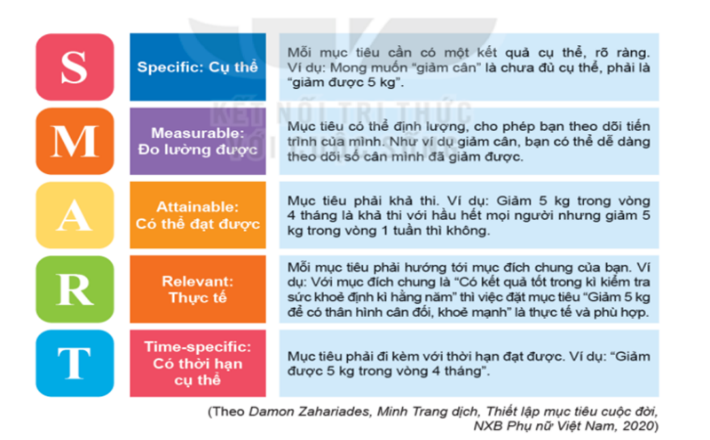 S
Specific: Cụ thể
Mỗi mục tiêu cần có một kết quả cụ thể, rõ ràng.
Ví dụ: Mong muốn “giảm cân” là chưa đủ cụ thể, phải là
“giảm được 5 kg”.
KẾT NỐI TRI THỨC
VỚI CUỘC SỐNG
M
Measurable:
Đo lường được
Mục tiêu có thể định lượng, cho phép bạn theo dõi tiến
trình của mình. Như ví dụ giảm cân, bạn có thể dễ dàng
theo dõi số cân mình đã giảm được.
A
Attainable:
Có thể đạt được
Mục tiêu phải khả thi. Ví dụ: Giảm 5 kg trong vòng
4 tháng là khả thi với hầu hết mọi người nhưng giảm 5
kg trong vòng 1 tuần thì không.
R
Relevant:
Thực tế
Mỗi mục tiêu phải hướng tới mục đích chung của bạn. Ví
dụ: Với mục đích chung là “Có kết quả tốt trong kì kiểm tra
sức khoẻ định kì hằng năm” thì việc đặt mục tiêu “Giảm 5 kg
để có thân hình cân đối, khoẻ mạnh” là thực tế và phù hợp.
T
Time-specific:
Có thời hạn
cụ thể
Mục tiêu phải đi kèm với thời hạn đạt được. Ví dụ: “Giảm
được 5 kg trong vòng 4 tháng”.
(Theo Damon Zahariades, Minh Trang dịch, Thiết lập mục tiêu cuộc đời,
NXB Phụ nữ Việt Nam, 2020)